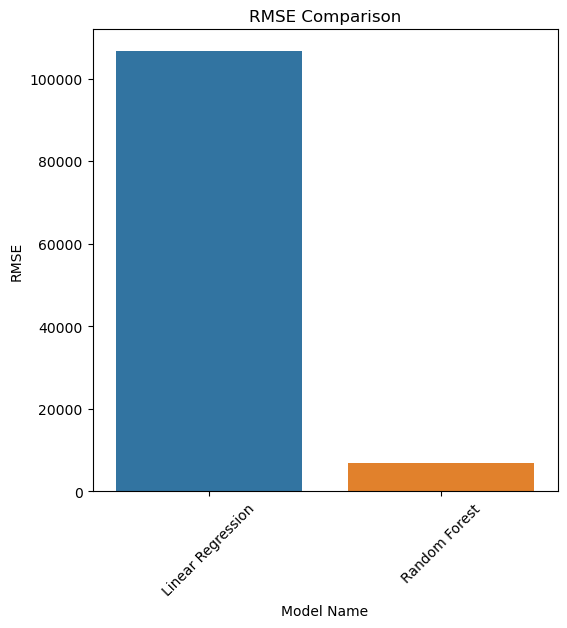 RMSE Comparison
100000
80000
60000
40000
20000
0
RMSE
Linear Regression
Random Forest
Model Name